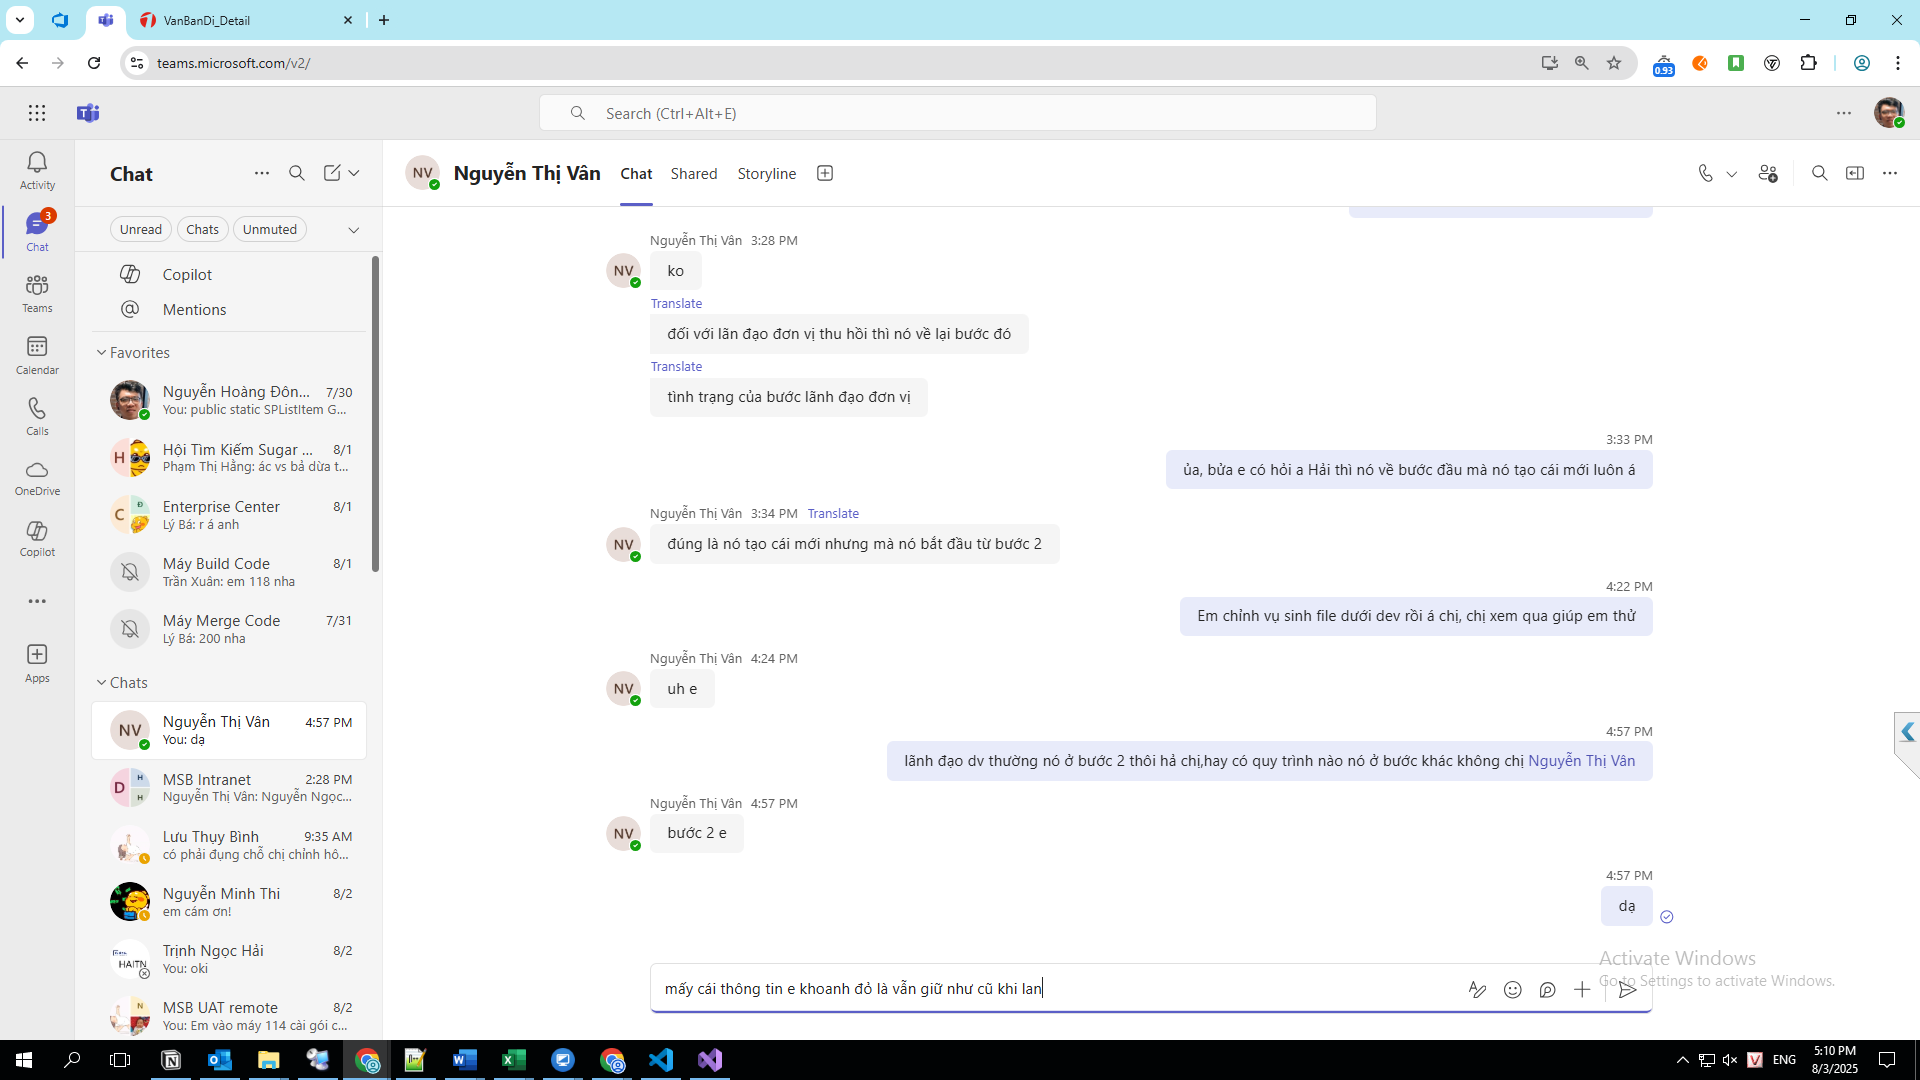 VanBanDi_Detail
teams.microsoft.com/v2/
0.93
Search (Ctrl+Alt+E)
Activity
3
Chat
Teams
Calendar
Calls
OneDrive
Copilot
Apps
Chat
Unread
Chats
Unmuted
Copilot
Mentions
Favorites
Nguyễn Hoàng Đôn... 7/30
You: public static SPListItem G...
Hội Tìm Kiếm Sugar ... 8/1
Phạm Thị Hằng: ác vs bả dừa t...
Enterprise Center 8/1
Lý Bá: r á anh
Máy Build Code 8/1
Trần Xuân: em 118 nha
Máy Merge Code 7/31
Lý Bá: 200 nha
Chats
NV Nguyễn Thị Vân 4:57 PM
You: dạ
MSB Intranet 2:28 PM
Nguyễn Thị Vân: Nguyễn Ngọc...
Lưu Thụy Bình 9:35 AM
có phải đụng chỗ chị chỉnh hô...
Nguyễn Minh Thi 8/2
em cám ơn!
Trịnh Ngọc Hải 8/2
HAITN
You: oki
MSB UAT remote 8/2
You: Em vào máy 114 cài gói c...
NV Nguyễn Thị Vân Chat Shared Storyline
Nguyễn Thị Vân 3:28 PM
NV ko
Translate
đối với lãn đạo đơn vị thu hồi thì nó về lại bước đó
Translate
tình trạng của bước lãnh đạo đơn vị
3:33 PM
ủa, bửa e có hỏi a Hải thì nó về bước đầu mà nó tạo cái mới luôn á
Nguyễn Thị Vân 3:34 PM Translate
NV đúng là nó tạo cái mới nhưng mà nó bắt đầu từ bước 2
4:22 PM
Em chỉnh vụ sinh file dưới dev rồi á chị, chị xem qua giúp em thử
Nguyễn Thị Vân 4:24 PM
NV uh e
4:57 PM
lãnh đạo dv thường nó ở bước 2 thôi hả chị,hay có quy trình nào nó ở bước khác không chị Nguyễn Thị Vân
Nguyễn Thị Vân 4:57 PM
NV bước 2 e
4:57 PM
dạ
mấy cái thông tin e khoanh đỏ là vẫn giữ như cũ khi lan
Activate Windows
Go to Settings to activate Windows.
ENG
5:10 PM
8/3/2025